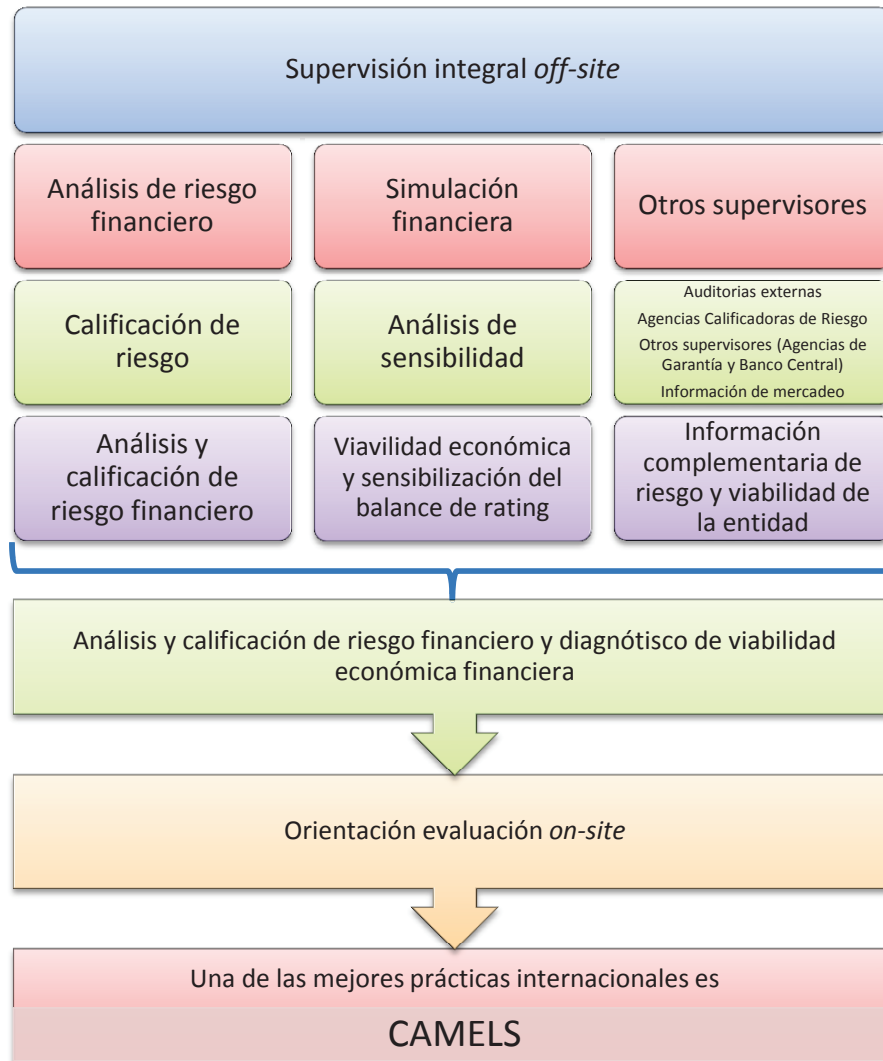 Supervisión integral off-site
Análisis de riesgo
financiero
Simulación
financiera
Otros supervisores
Calificación de
riesgo
Análisis de
sensibilidad
Auditorias externas
Agencias Calificadoras de Riesgo
Otros supervisores (Agencias de
Garantía y Banco Central)
Información de mercadeo
Análisis y
calificación de
riesgo financiero
Viavilidad económica
y sensibilización del
balance de rating
Información
complementaria de
riesgo y viabilidad de
la entidad
Análisis y calificación de riesgo financiero y diagnótisco de viabilidad
económica financiera
Orientación evaluación on-site
Una de las mejores prácticas internacionales es
CAMELS